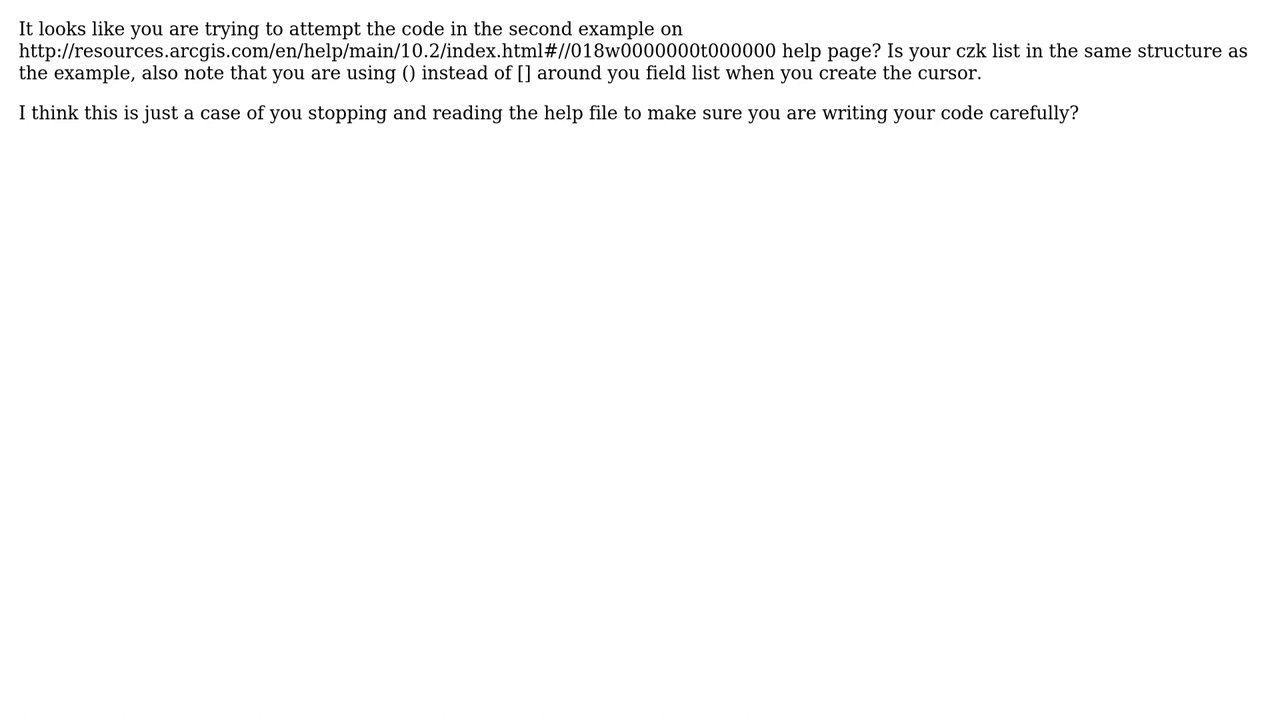 It looks like you are trying to attempt the code in the second example on
http://resources.arcgis.com/en/help/main/10.2/index.html#//018w0000000t000000 help page? Is your czk list in the same structure as
the example, also note that you are using () instead of [] around you field list when you create the cursor.
I think this is just a case of you stopping and reading the help file to make sure you are writing your code carefully?